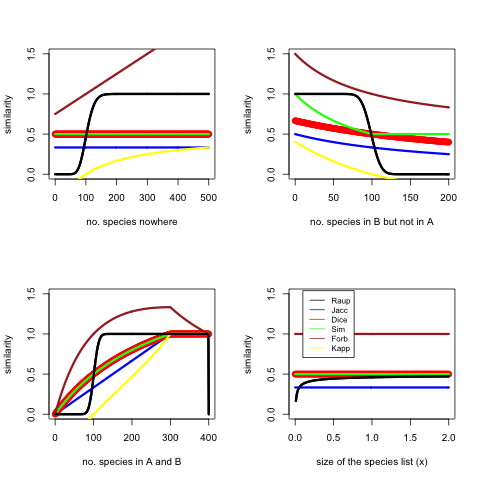 similarity
0.0 0.5 1.0 1.5
0 100 200 300 400 500
no. species nowhere
similarity
0.0 0.5 1.0 1.5
0 50 100 150 200
no. species in B but not in A
similarity
0.0 0.5 1.0 1.5
0 100 200 300 400
no. species in A and B
similarity
0.0 0.5 1.0 1.5
Raup
Jacc
Dice
Sim
Forb
Kapp
0.0 0.5 1.0 1.5 2.0
size of the species list (x)